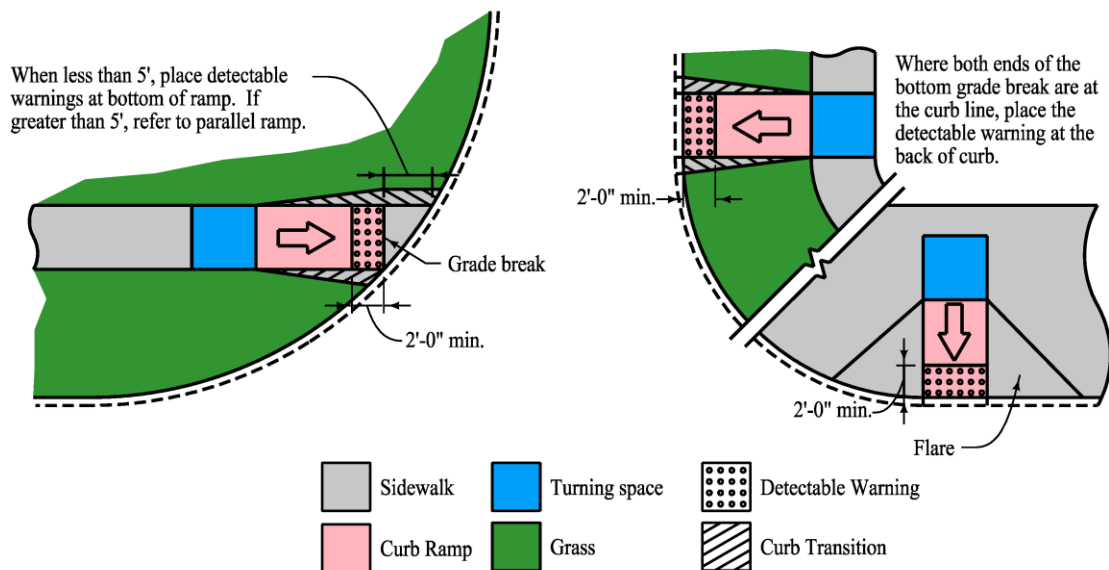 When less than 5', place detectable
warnings at bottom of ramp.  If
greater than 5', refer to parallel ramp.
Grade break
2'-0" min.
Where both ends of the
bottom grade break are at
the curb line, place the
detectable warning at the
back of curb.
2'-0" min.
2'-0" min.
Flare
Sidewalk
Turning space
Detectable Warning
Curb Ramp
Grass
Curb Transition